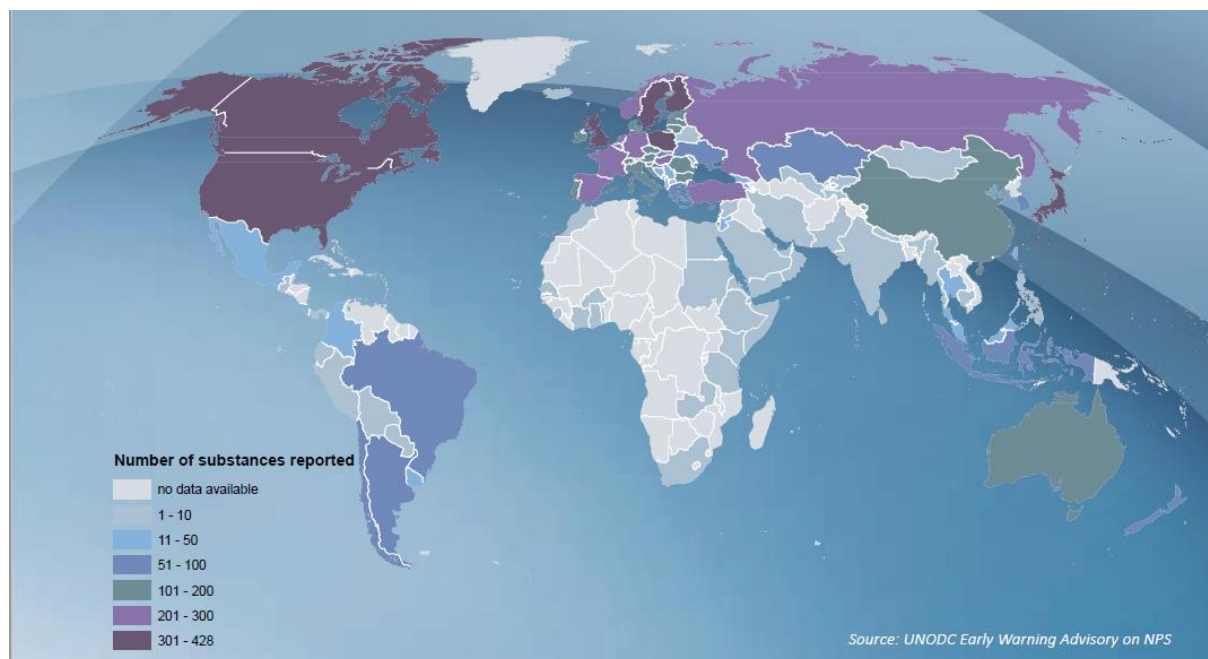 Number of substances reported
no data available
1 - 10
11 - 50
51 - 100
101 - 200
201 - 300
301 - 428
Source: UNODC Early Warning Advisory on NPS